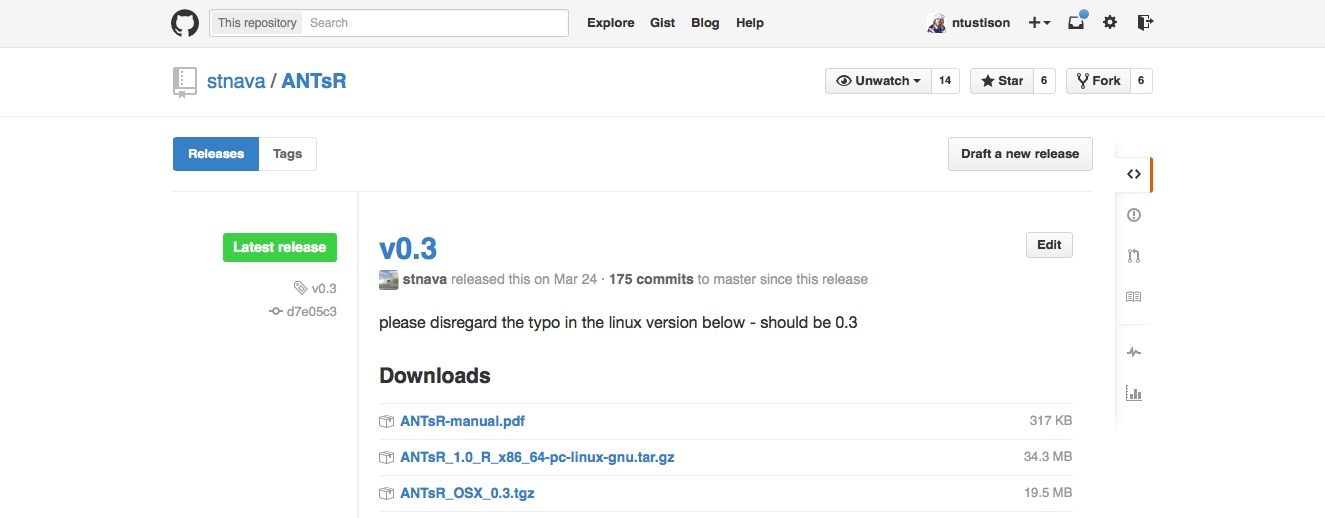 This repository Search Explore Gist Blog Help ntustison
stnava / ANTsR Unwatch 14 Star 6 Fork 6
Releases Tags Draft a new release
Latest release v0.3 Edit
stnava released this on Mar 24 · 175 commits to master since this release
v0.3
d7e05c3
please disregard the typo in the linux version below - should be 0.3
Downloads
ANTsR-manual.pdf 317 KB
ANTsR_1.0_R_x86_64-pc-linux-gnu.tar.gz 34.3 MB
ANTsR_OSX_0.3.tgz 19.5 MB